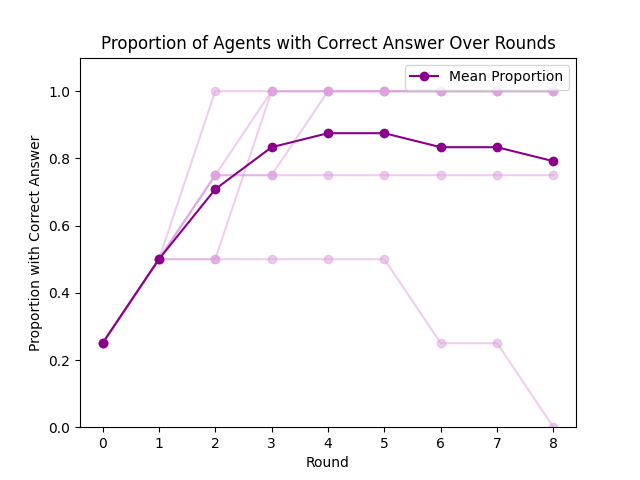 Proportion of Agents with Correct Answer Over Rounds
Mean Proportion
Proportion with Correct Answer
1.0
0.8
0.6
0.4
0.2
0.0
0 1 2 3 4 5 6 7 8
Round